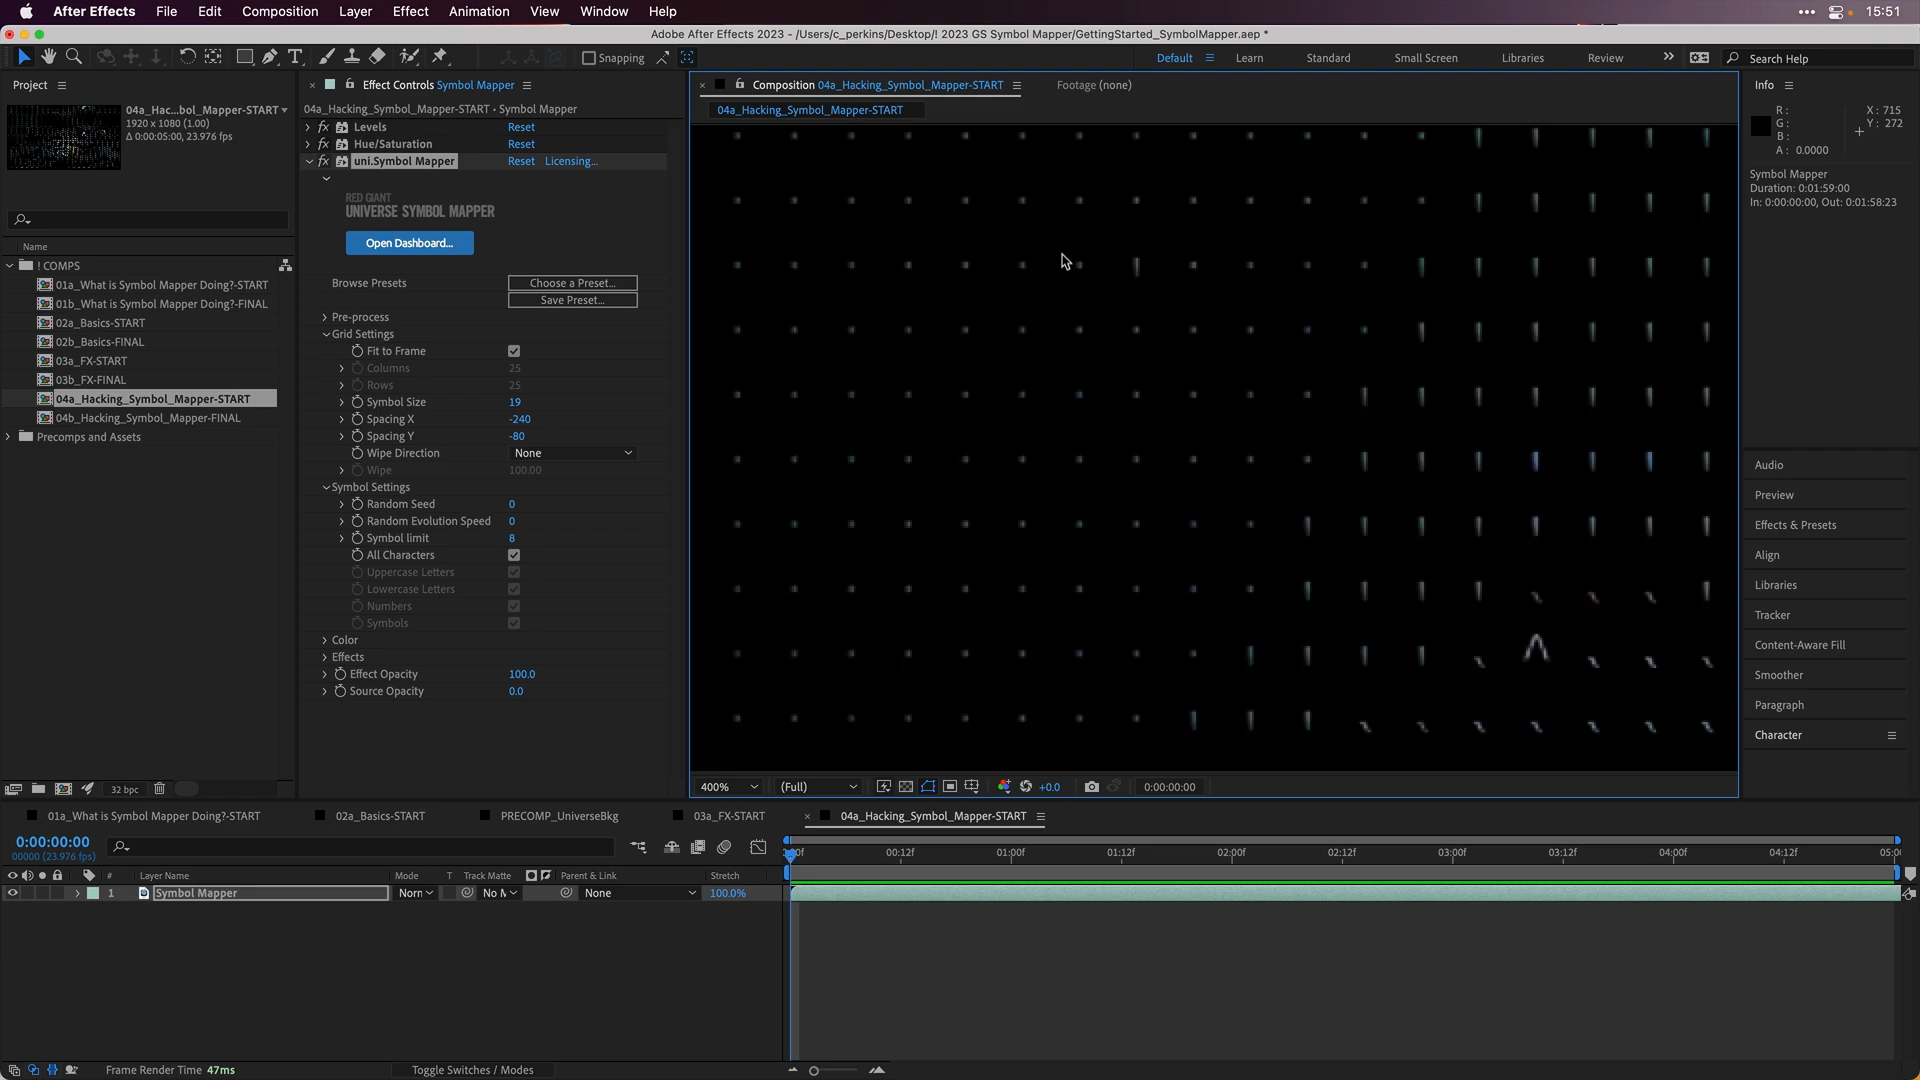 After Effects File Edit Composition Layer Effect Animation View Window Help 15:51
Adobe After Effects 2023 - /Users/c_perkins/Desktop/! 2023 GS Symbol Mapper/GettingStarted_SymbolMapper.aep *
Snapping Default Learn Standard Small Screen Libraries Review Search Help
Project
04a_Hac...bol_Mapper-START
1920 x 1080 (1.00)
Δ 0:00:05:00, 23.976 fps
Name
! COMPS
01a_What is Symbol Mapper Doing?-START
01b_What is Symbol Mapper Doing?-FINAL
02a_Basics-START
02b_Basics-FINAL
03a_FX-START
03b_FX-FINAL
04a_Hacking_Symbol_Mapper-START
04b_Hacking_Symbol_Mapper-FINAL
Precomps and Assets
32 bpc
Effect Controls Symbol Mapper
04a_Hacking_Symbol_Mapper-START • Symbol Mapper
fx Levels Reset
fx Hue/Saturation Reset
fx uni.Symbol Mapper Reset Licensing...
RED GIANT
UNIVERSE SYMBOL MAPPER
Open Dashboard...
Browse Presets Choose a Preset...
Save Preset...
Pre-process
Grid Settings
Fit to Frame
Columns 25
Rows 25
Symbol Size 19
Spacing X -240
Spacing Y -80
Wipe Direction None
Wipe 100.00
Symbol Settings
Random Seed 0
Random Evolution Speed 0
Symbol limit 8
All Characters
Uppercase Letters
Lowercase Letters
Numbers
Symbols
Color
Effects
Effect Opacity 100.0
Source Opacity 0.0
Composition 04a_Hacking_Symbol_Mapper-START Footage (none)
04a_Hacking_Symbol_Mapper-START
400% (Full) +0.0 0:00:00:00
Info
R: X: 715
G: Y: 272
B:
A: 0.0000
Symbol Mapper
Duration: 0:01:59:00
In: 0:00:00:00, Out: 0:01:58:23
Audio
Preview
Effects & Presets
Align
Libraries
Tracker
Content-Aware Fill
Smoother
Paragraph
Character
01a_What is Symbol Mapper Doing?-START 02a_Basics-START PRECOMP_UniverseBkg 03a_FX-START 04a_Hacking_Symbol_Mapper-START
0:00:00:00
00000 (23.976 fps)
00:12f 01:00f 01:12f 02:00f 02:12f 03:00f 03:12f 04:00f 04:12f
# Layer Name Mode T Track Matte Parent & Link Stretch
1 Symbol Mapper Norr No M None 100.0%
Frame Render Time 47ms Toggle Switches / Modes